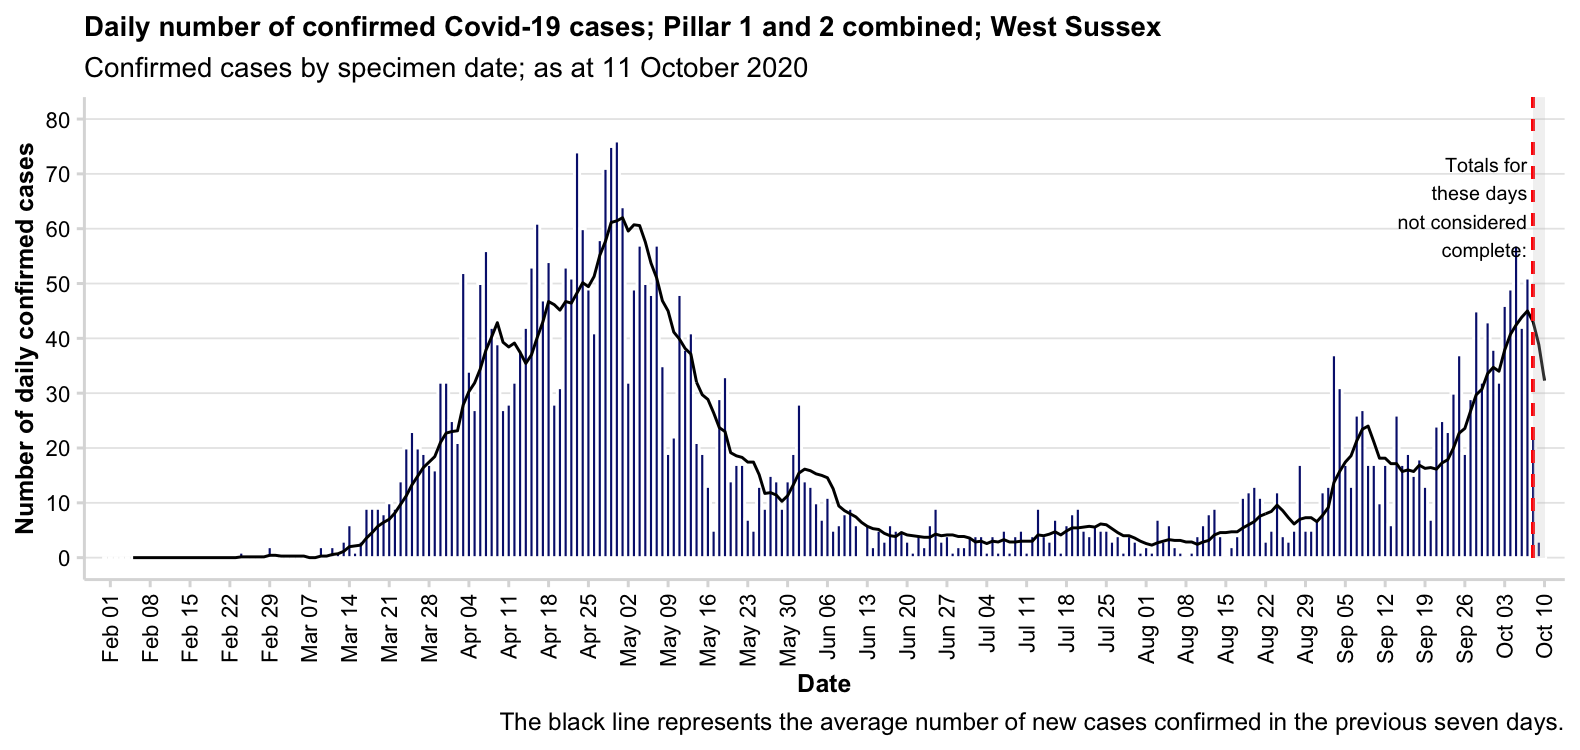 Daily number of confirmed Covid-19 cases; Pillar 1 and 2 combined; West Sussex
Confirmed cases by specimen date; as at 11 October 2020
Number of daily confirmed cases
80
70
60
50
40
30
20
10
0
Totals for
these days
not considered
complete:
Feb 01
Feb 08
Feb 15
Feb 22
Feb 29
Mar 07
Mar 14
Mar 21
Mar 28
Apr 04
Apr 11
Apr 18
Apr 25
May 02
May 09
May 16
May 23
May 30
Jun 06
Jun 13
Jun 20
Jun 27
Jul 04
Jul 11
Jul 18
Jul 25
Aug 01
Aug 08
Aug 15
Aug 22
Aug 29
Sep 05
Sep 12
Sep 19
Sep 26
Oct 03
Oct 10
Date
The black line represents the average number of new cases confirmed in the previous seven days.